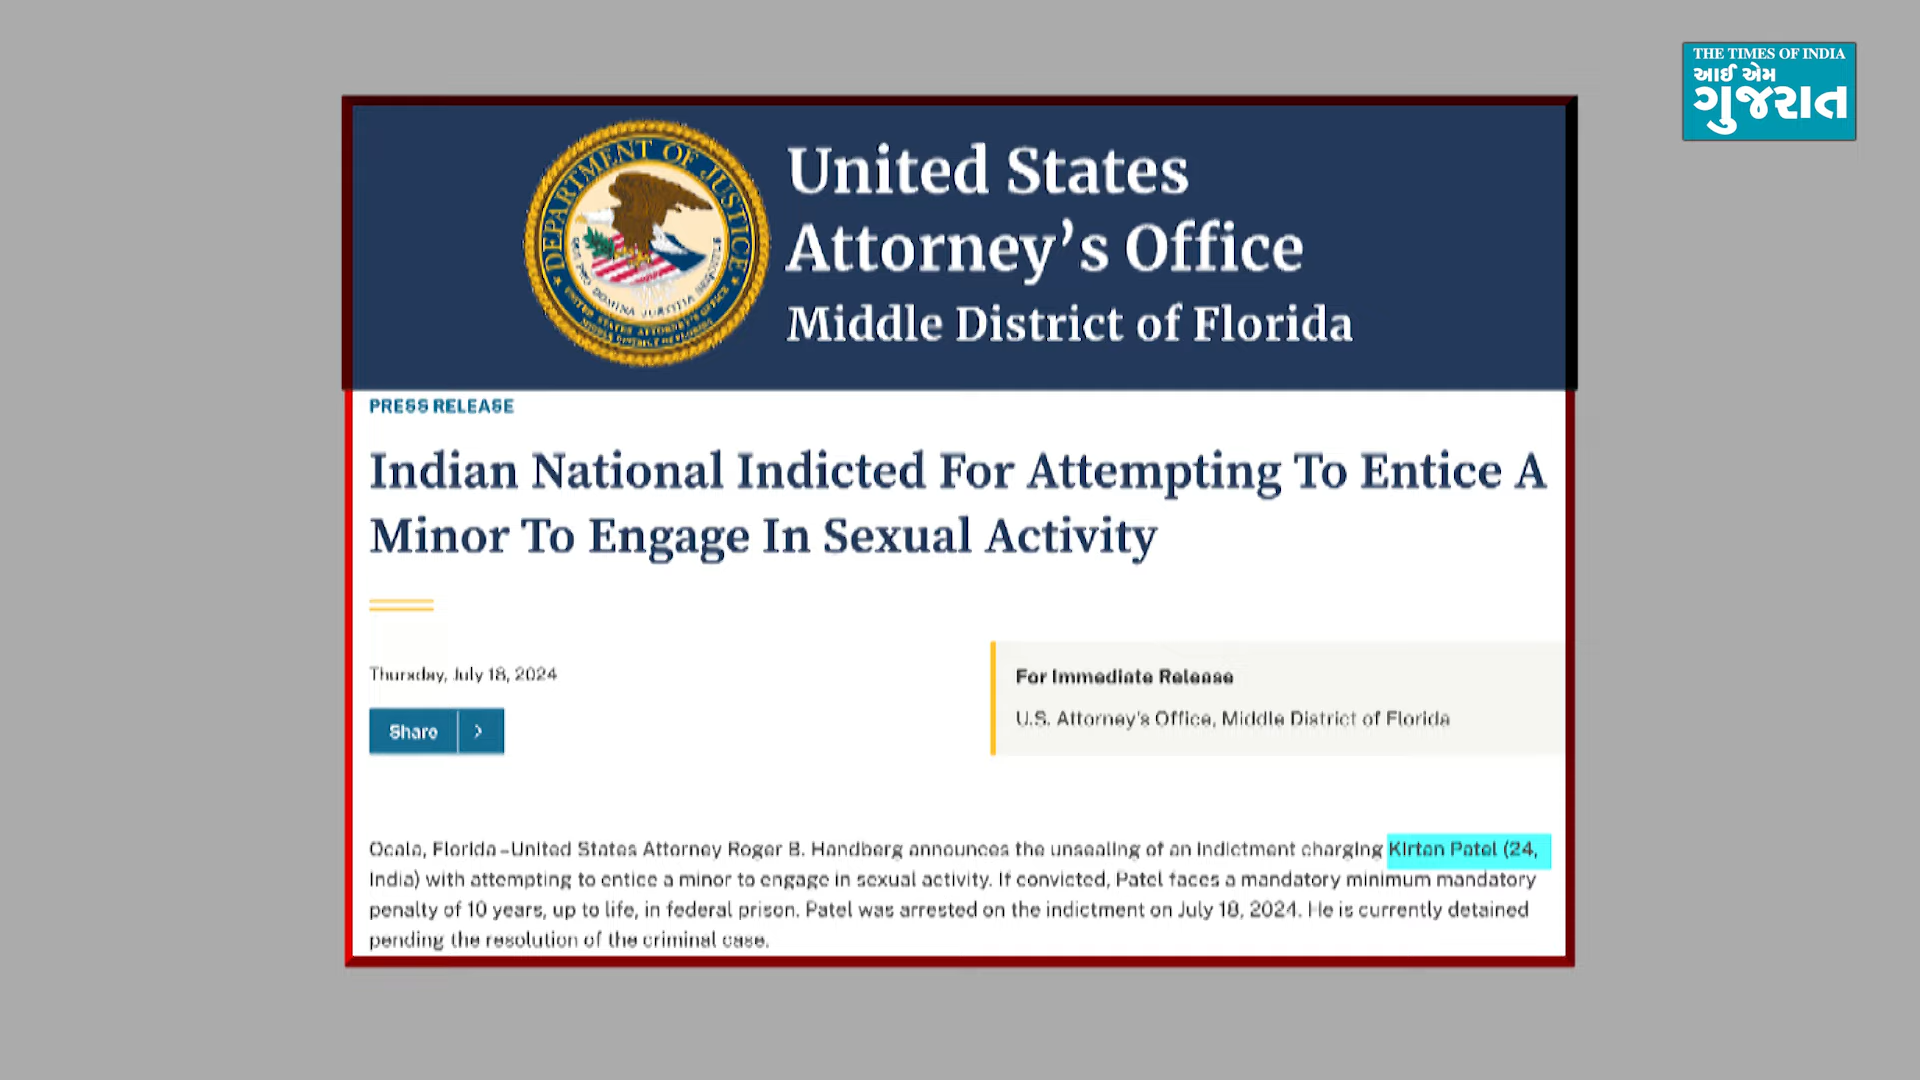 THE TIMES OF INDIA
આઈ એમ
ગુજરાત
DEPARTMENT OF JUSTICE
United States
Attorney's Office
Middle District of Florida
PRESS RELEASE
Indian National Indicted For Attempting To Entice A
Minor To Engage In Sexual Activity
Thursday, July 18, 2024
For Immediate Release
Share
U.S. Attorney's Office, Middle District of Florida
Ocala, Florida – United States Attorney Roger B. Handberg announces the unsealing of an indictment charging Kirtan Patel (24,
India) with attempting to entice a minor to engage in sexual activity. If convicted, Patel faces a mandatory minimum mandatory
penalty of 10 years, up to life, in federal prison. Patel was arrested on the indictment on July 18, 2024. He is currently detained
pending the resolution of the criminal case.